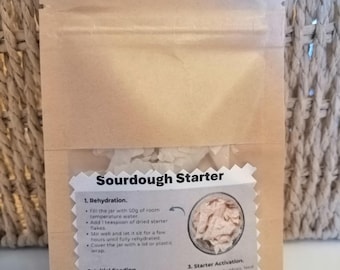 Sourdough Starter
1. Rehydration.
• Fill the jar with 50g of room-
temperature water.
• Add 1 teaspoon of dried starter
flakes.
• Stir well and let it sit for a few
hours until fully rehydrated.
• Cover the jar with a lid or plastic
wrap.
3. Starter Activation.